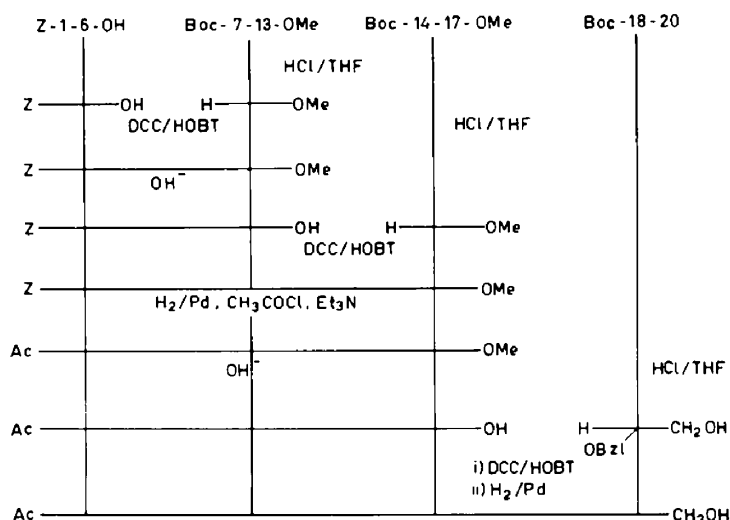 Z-1-6-OH Boc-7-13-OMe Boc-14-17-OMe Boc-18-20
HCl/THF
Z OH H OMe
DCC/HOBT HCl/THF
Z OMe
OH⁻
Z OH H OMe
DCC/HOBT
Z OMe
H₂/Pd, CH₃COCl, Et₃N
Ac OMe
OH⁻ HCl/THF
Ac OH H CH₂OH
OBzl
i) DCC/HOBT
ii) H₂/Pd
Ac CH₂OH